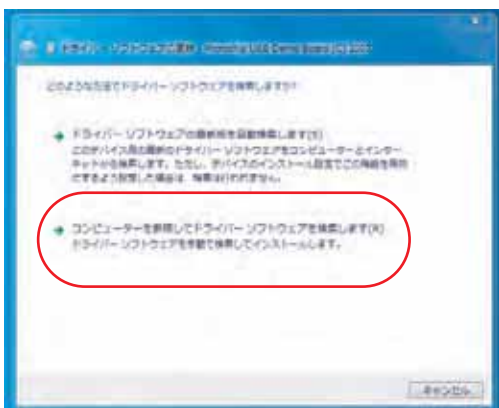 ドライバー ソフトウェアの更新
どのような方法でドライバー ソフトウェアを検索しますか?
ドライバー ソフトウェアの最新版を自動検索します(S)
このデバイス用の最新のドライバー ソフトウェアをコンピューターとインター
ネットから検索します。ただし、デバイスのインストール設定でこの機能を無効
にするよう設定した場合は、検索は行われません。
コンピューターを参照してドライバー ソフトウェアを検索します(R)
ドライバー ソフトウェアを手動で検索してインストールします。
キャンセル